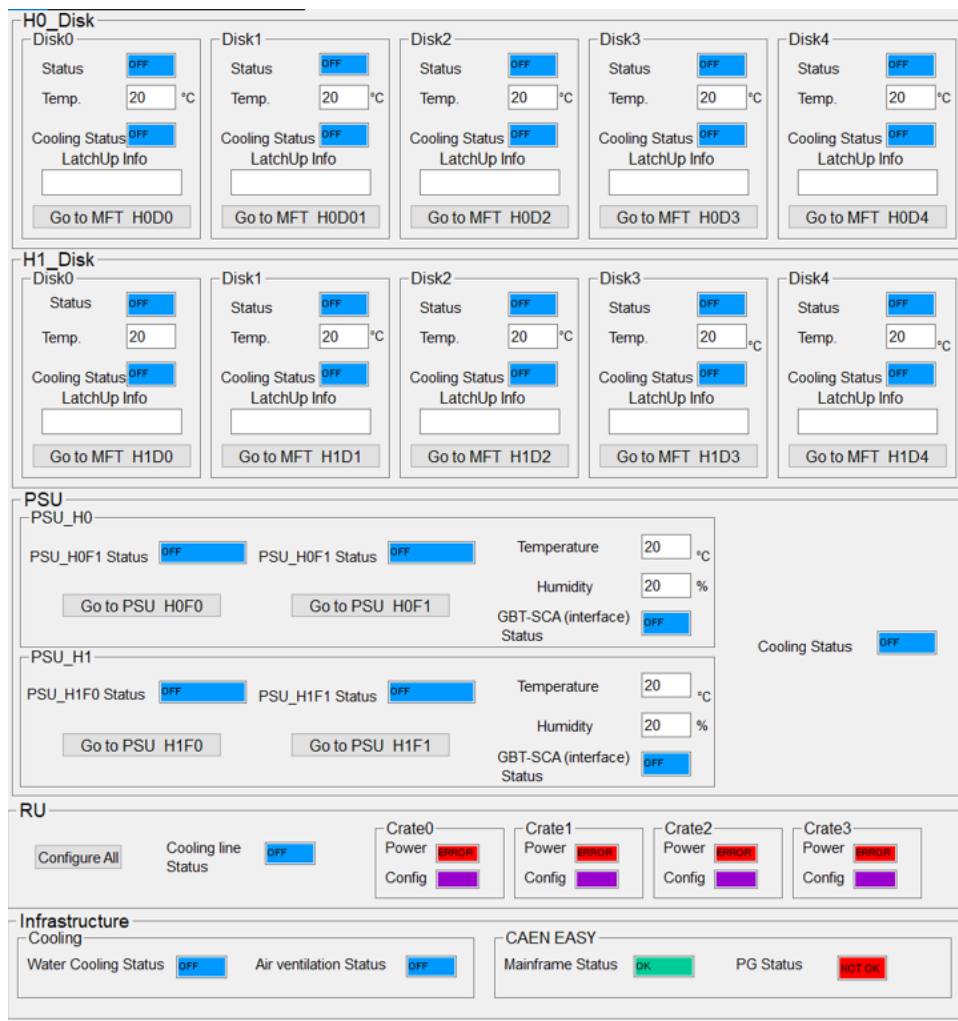 H0_Disk
Disk0 Disk1 Disk2 Disk3 Disk4
Status OFF Status OFF Status OFF Status OFF Status OFF
Temp. 20 °C Temp. 20 °C Temp. 20 °C Temp. 20 °C Temp. 20 °C
Cooling Status OFF Cooling Status OFF Cooling Status OFF Cooling Status OFF Cooling Status OFF
LatchUp Info LatchUp Info LatchUp Info LatchUp Info LatchUp Info
Go to MFT H0D0 Go to MFT H0D01 Go to MFT H0D2 Go to MFT H0D3 Go to MFT H0D4
H1_Disk
Disk0 Disk1 Disk2 Disk3 Disk4
Status OFF Status OFF Status OFF Status OFF Status OFF
Temp. 20 Temp. 20 °C Temp. 20 °C Temp. 20 °C Temp. 20 °C
Cooling Status OFF Cooling Status OFF Cooling Status OFF Cooling Status OFF Cooling Status OFF
LatchUp Info LatchUp Info LatchUp Info LatchUp Info LatchUp Info
Go to MFT H1D0 Go to MFT H1D1 Go to MFT H1D2 Go to MFT H1D3 Go to MFT H1D4
PSU
PSU_H0
PSU_H0F1 Status OFF PSU_H0F1 Status OFF Temperature 20 °C
Go to PSU H0F0 Go to PSU H0F1 Humidity 20 %
GBT-SCA (interface) Status OFF
Cooling Status OFF
PSU_H1
PSU_H1F0 Status OFF PSU_H1F1 Status OFF Temperature 20 °C
Go to PSU H1F0 Go to PSU H1F1 Humidity 20 %
GBT-SCA (interface) Status OFF
RU
Configure All Cooling line Status OFF
Crate0 Crate1 Crate2 Crate3
Power ERROR Power ERROR Power ERROR Power ERROR
Config Config Config Config
Infrastructure
Cooling CAEN EASY
Water Cooling Status OFF Air ventilation Status OFF Mainframe Status OK PG Status NOT OK